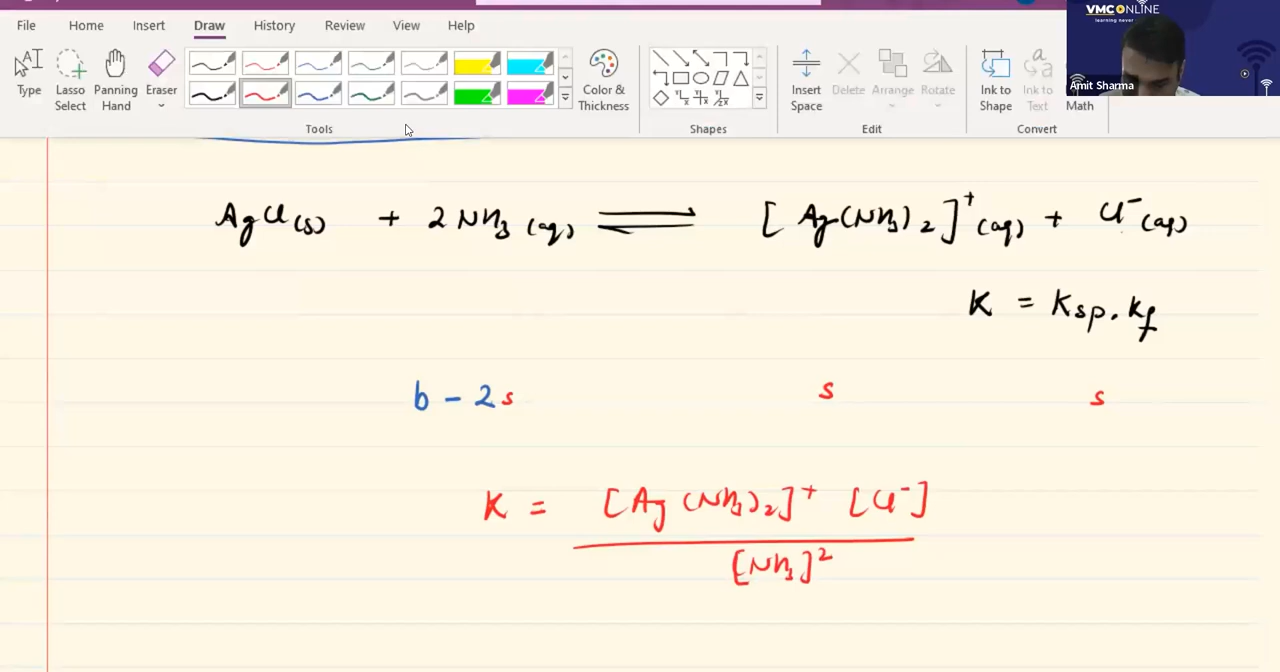 VMC ONLINE
learning never
File Home Insert Draw History Review View Help
Amit Sharma
Type Lasso Select Panning Hand Eraser Color & Thickness Insert Space Delete Arrange Rotate Ink to Shape Ink to Text Math
Tools Shapes Edit Convert
AgCl(s) + 2NH₃(aq) ⇌ [Ag(NH₃)₂]⁺(aq) + Cl⁻(aq)
K = Ksp . Kf
b - 2s s s
K = [Ag(NH₃)₂]⁺ [Cl⁻]
[NH₃]²